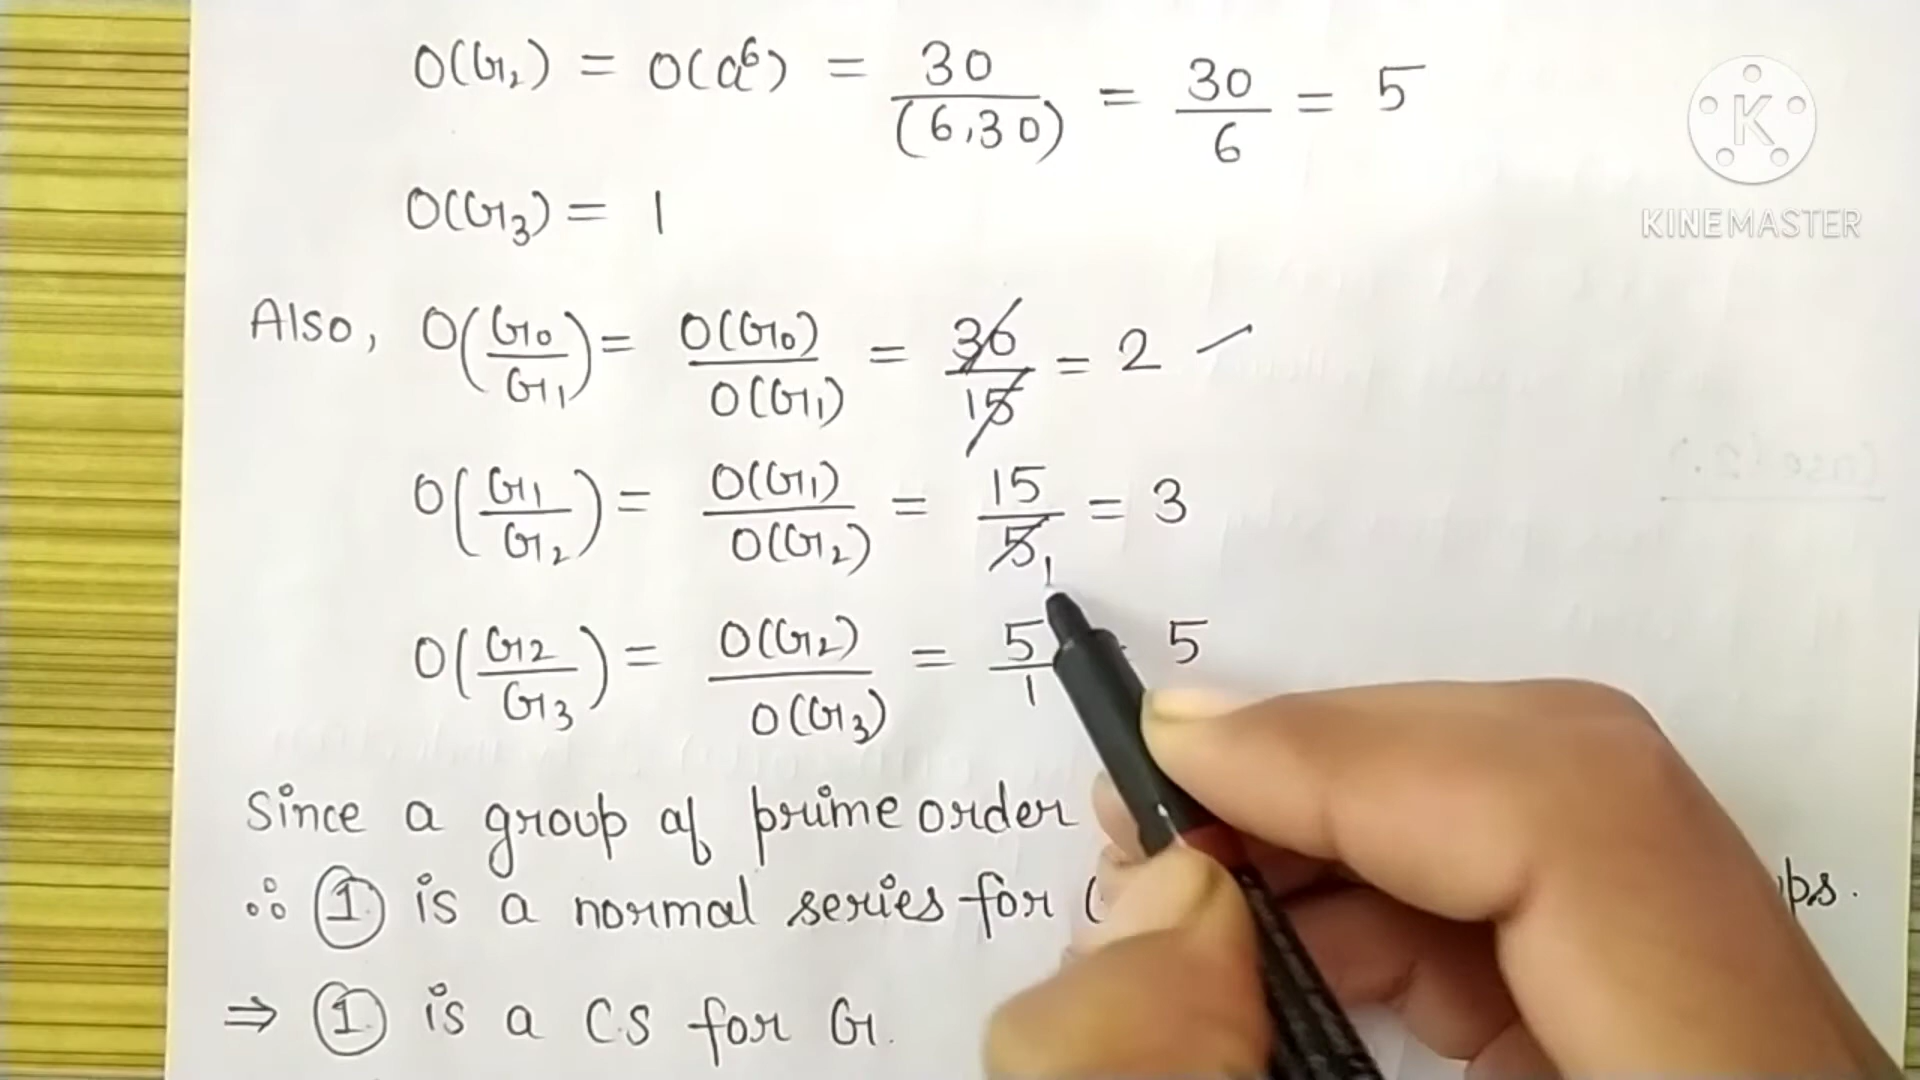 O(G₂) = O(a⁶) = 30/(6,30) = 30/6 = 5
K
KINEMASTER
O(G₃) = 1
Also, O(G₀/G₁) = O(G₀)/O(G₁) = 30/15 = 2
O(G₁/G₂) = O(G₁)/O(G₂) = 15/5 1 = 3
O(G₂/G₃) = O(G₂)/O(G₃) = 5/1 5
Since a group of prime order
∴ ① is a normal series for
⇒ ① is a C.S for G.